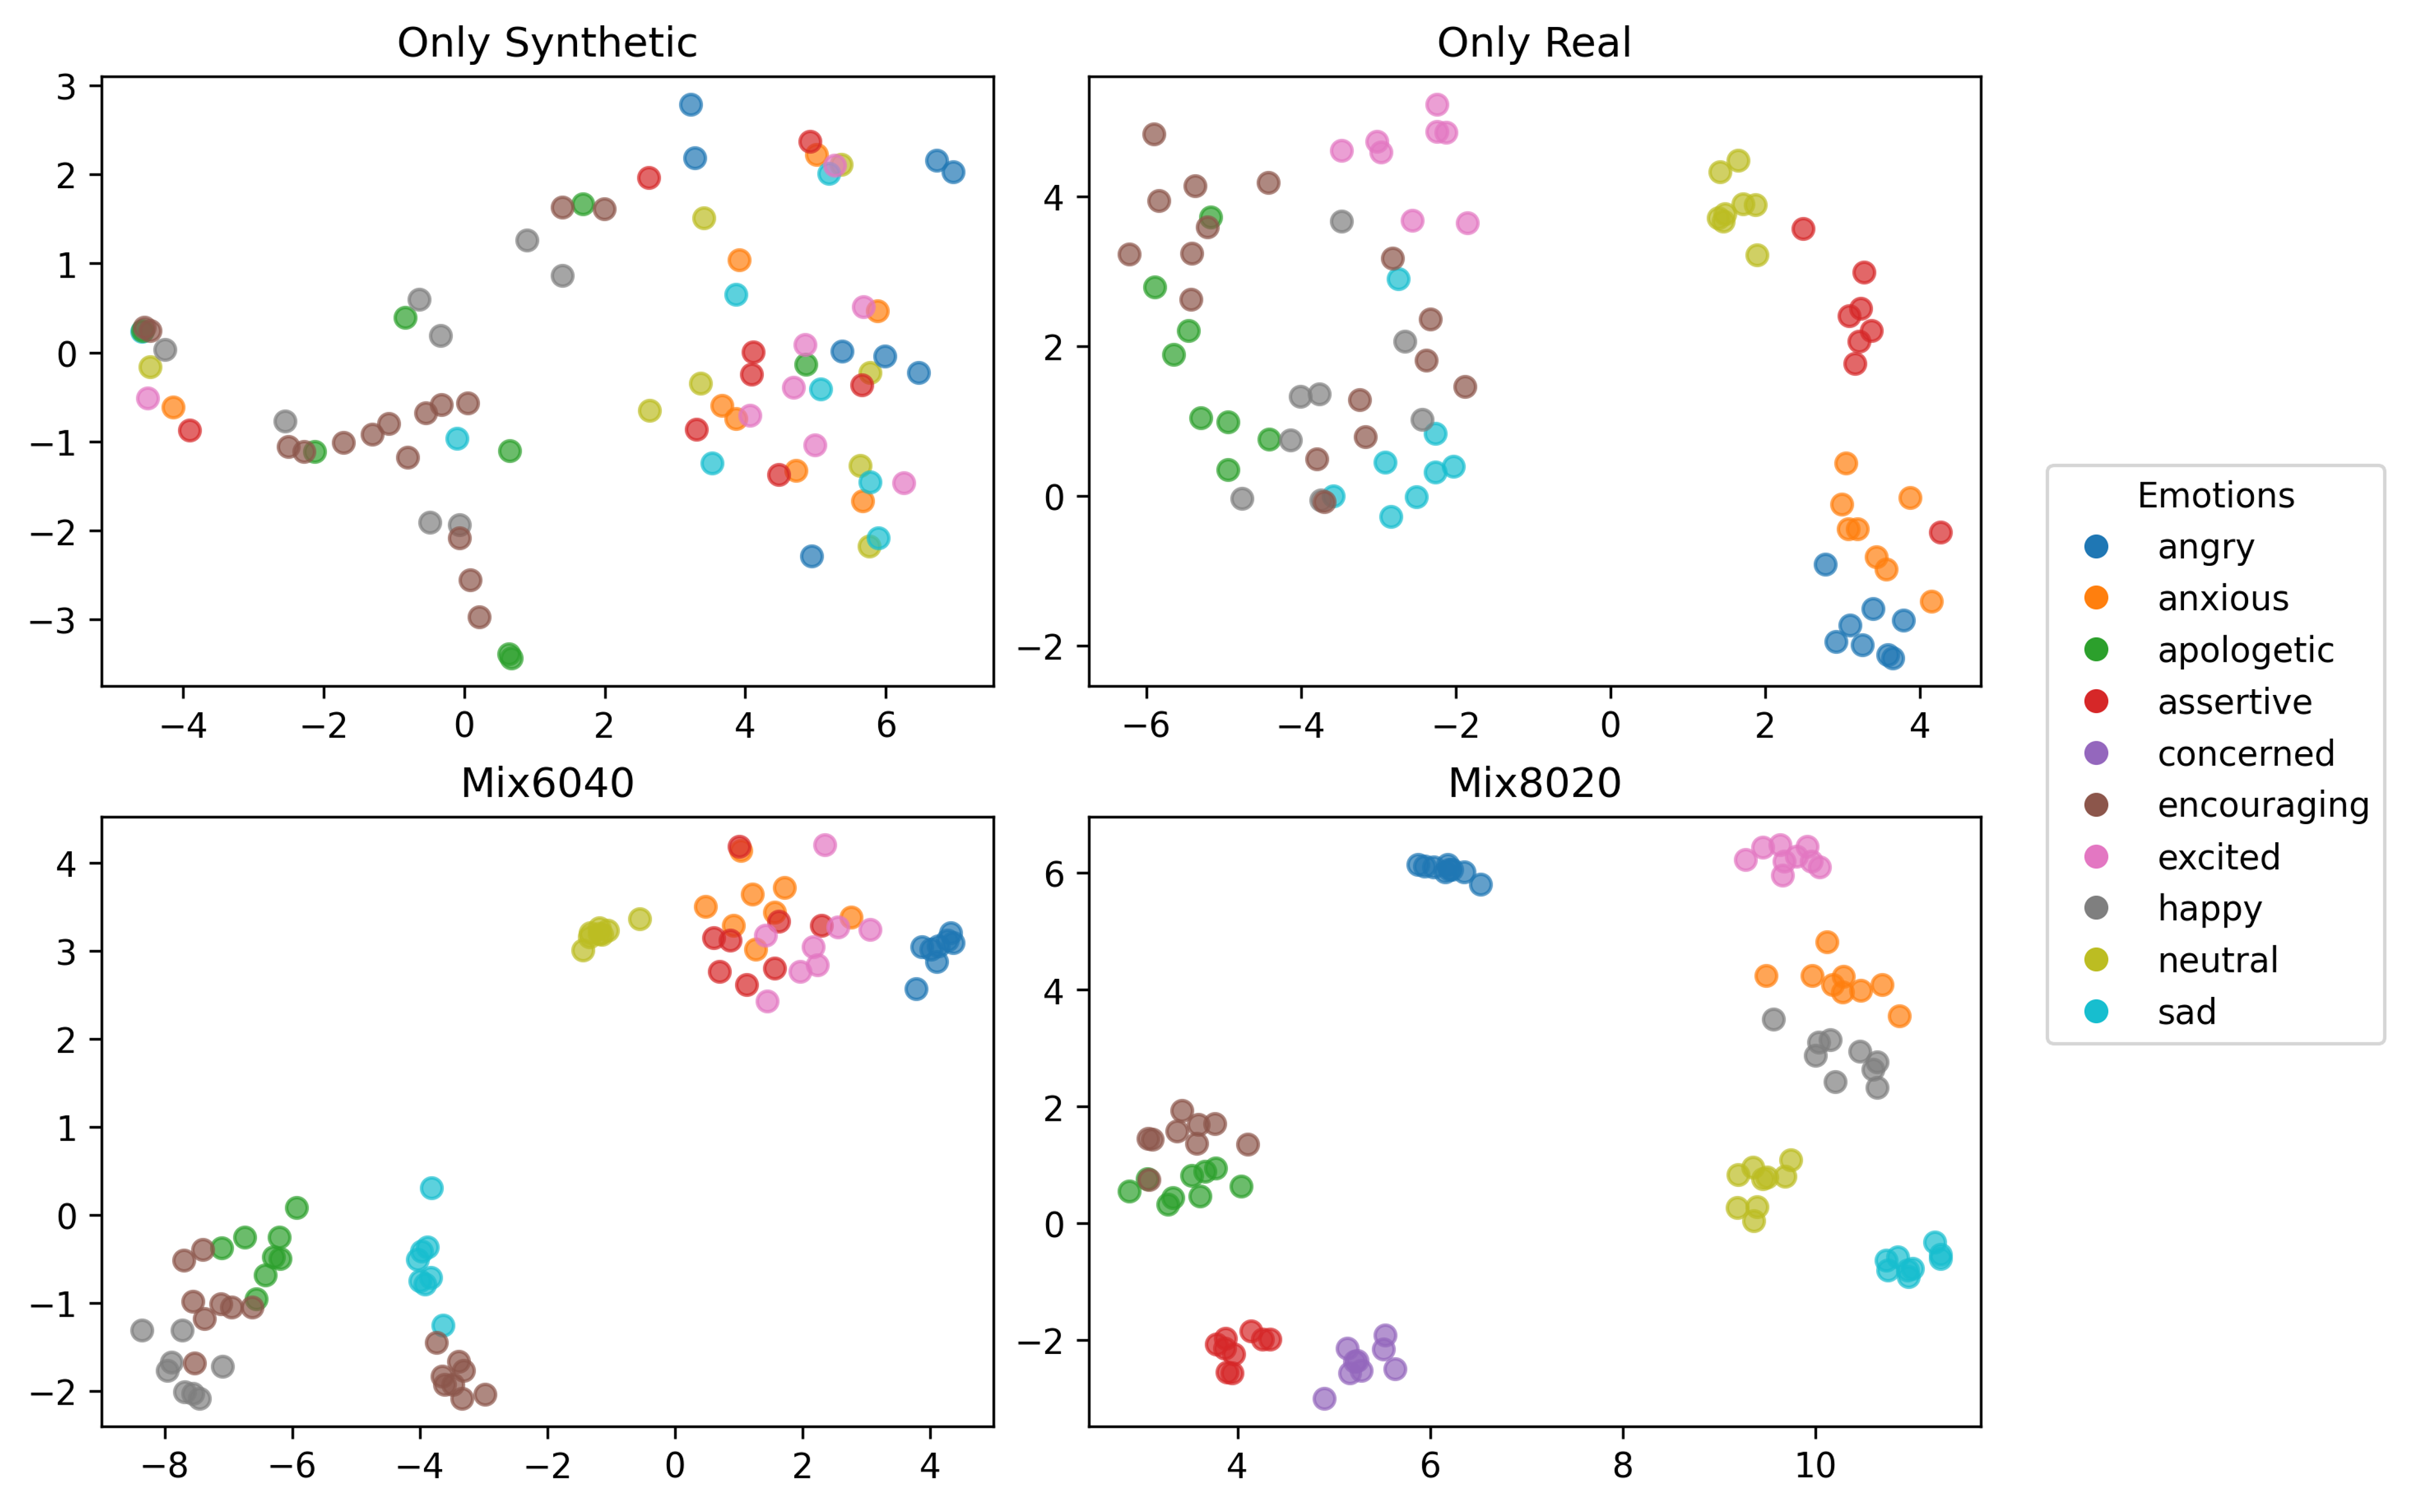 Only Synthetic
3
2
1
0
−1
−2
−3
−4 −2 0 2 4 6
Only Real
4
2
0
−2
−6 −4 −2 0 2 4
Mix6040
4
3
2
1
0
−1
−2
−8 −6 −4 −2 0 2 4
Mix8020
6
4
2
0
−2
4 6 8 10
Emotions
angry
anxious
apologetic
assertive
concerned
encouraging
excited
happy
neutral
sad